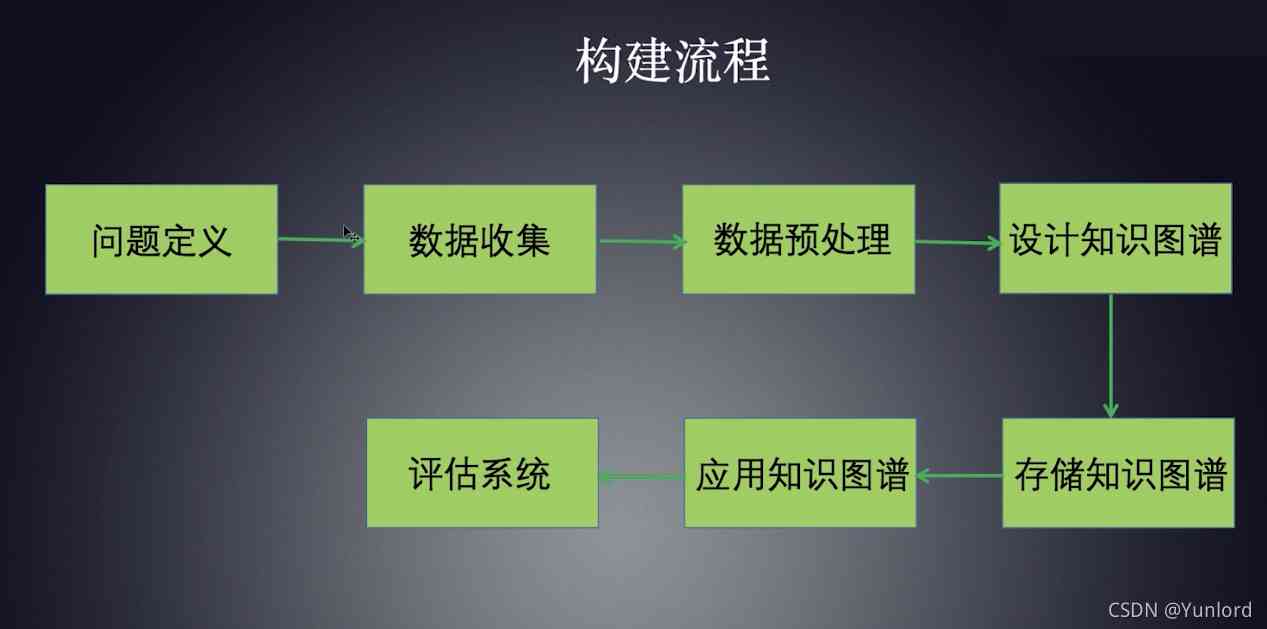 构建流程
问题定义
数据收集
数据预处理
设计知识图谱
评估系统
应用知识图谱
存储知识图谱
CSDN @Yunlord